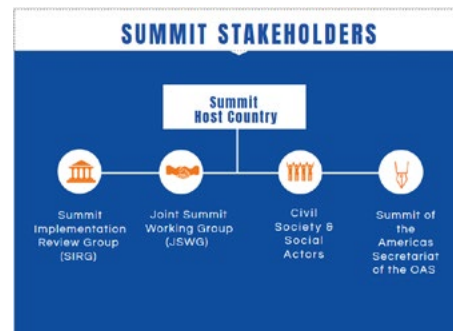 SUMMIT STAKEHOLDERS
Summit
Host Country
Summit
Implementation
Review Group
(SIRG)
Joint Summit
Working Group
(JSWG)
Civil
Society &
Social
Actors
Summit of
the
Americas
Secretariat
of the OAS